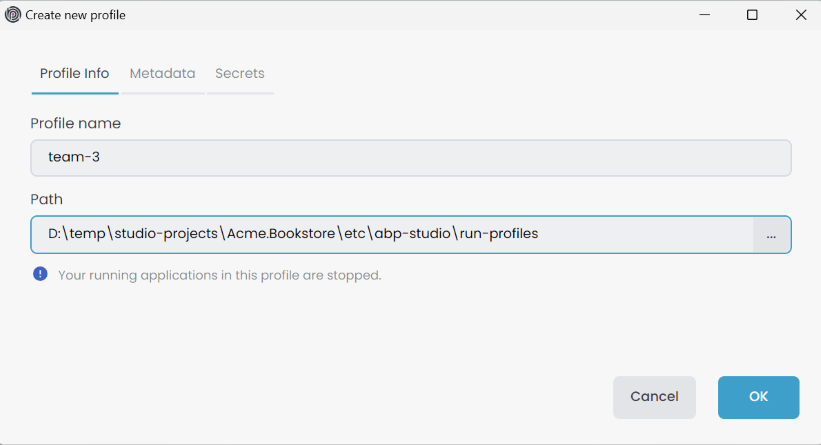 Create new profile
Profile Info Metadata Secrets
Profile name
team-3
Path
D:\temp\studio-projects\Acme.Bookstore\etc\abp-studio\run-profiles ...
Your running applications in this profile are stopped.
Cancel OK